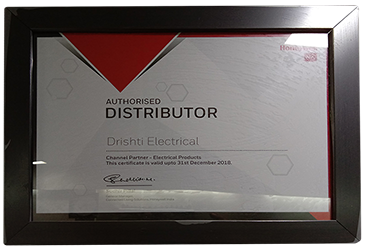 AUTHORISED
DISTRIBUTOR
Drishti Electrical
Channel Partner - Electrical Products
This certificate is valid upto 31st December 2018.